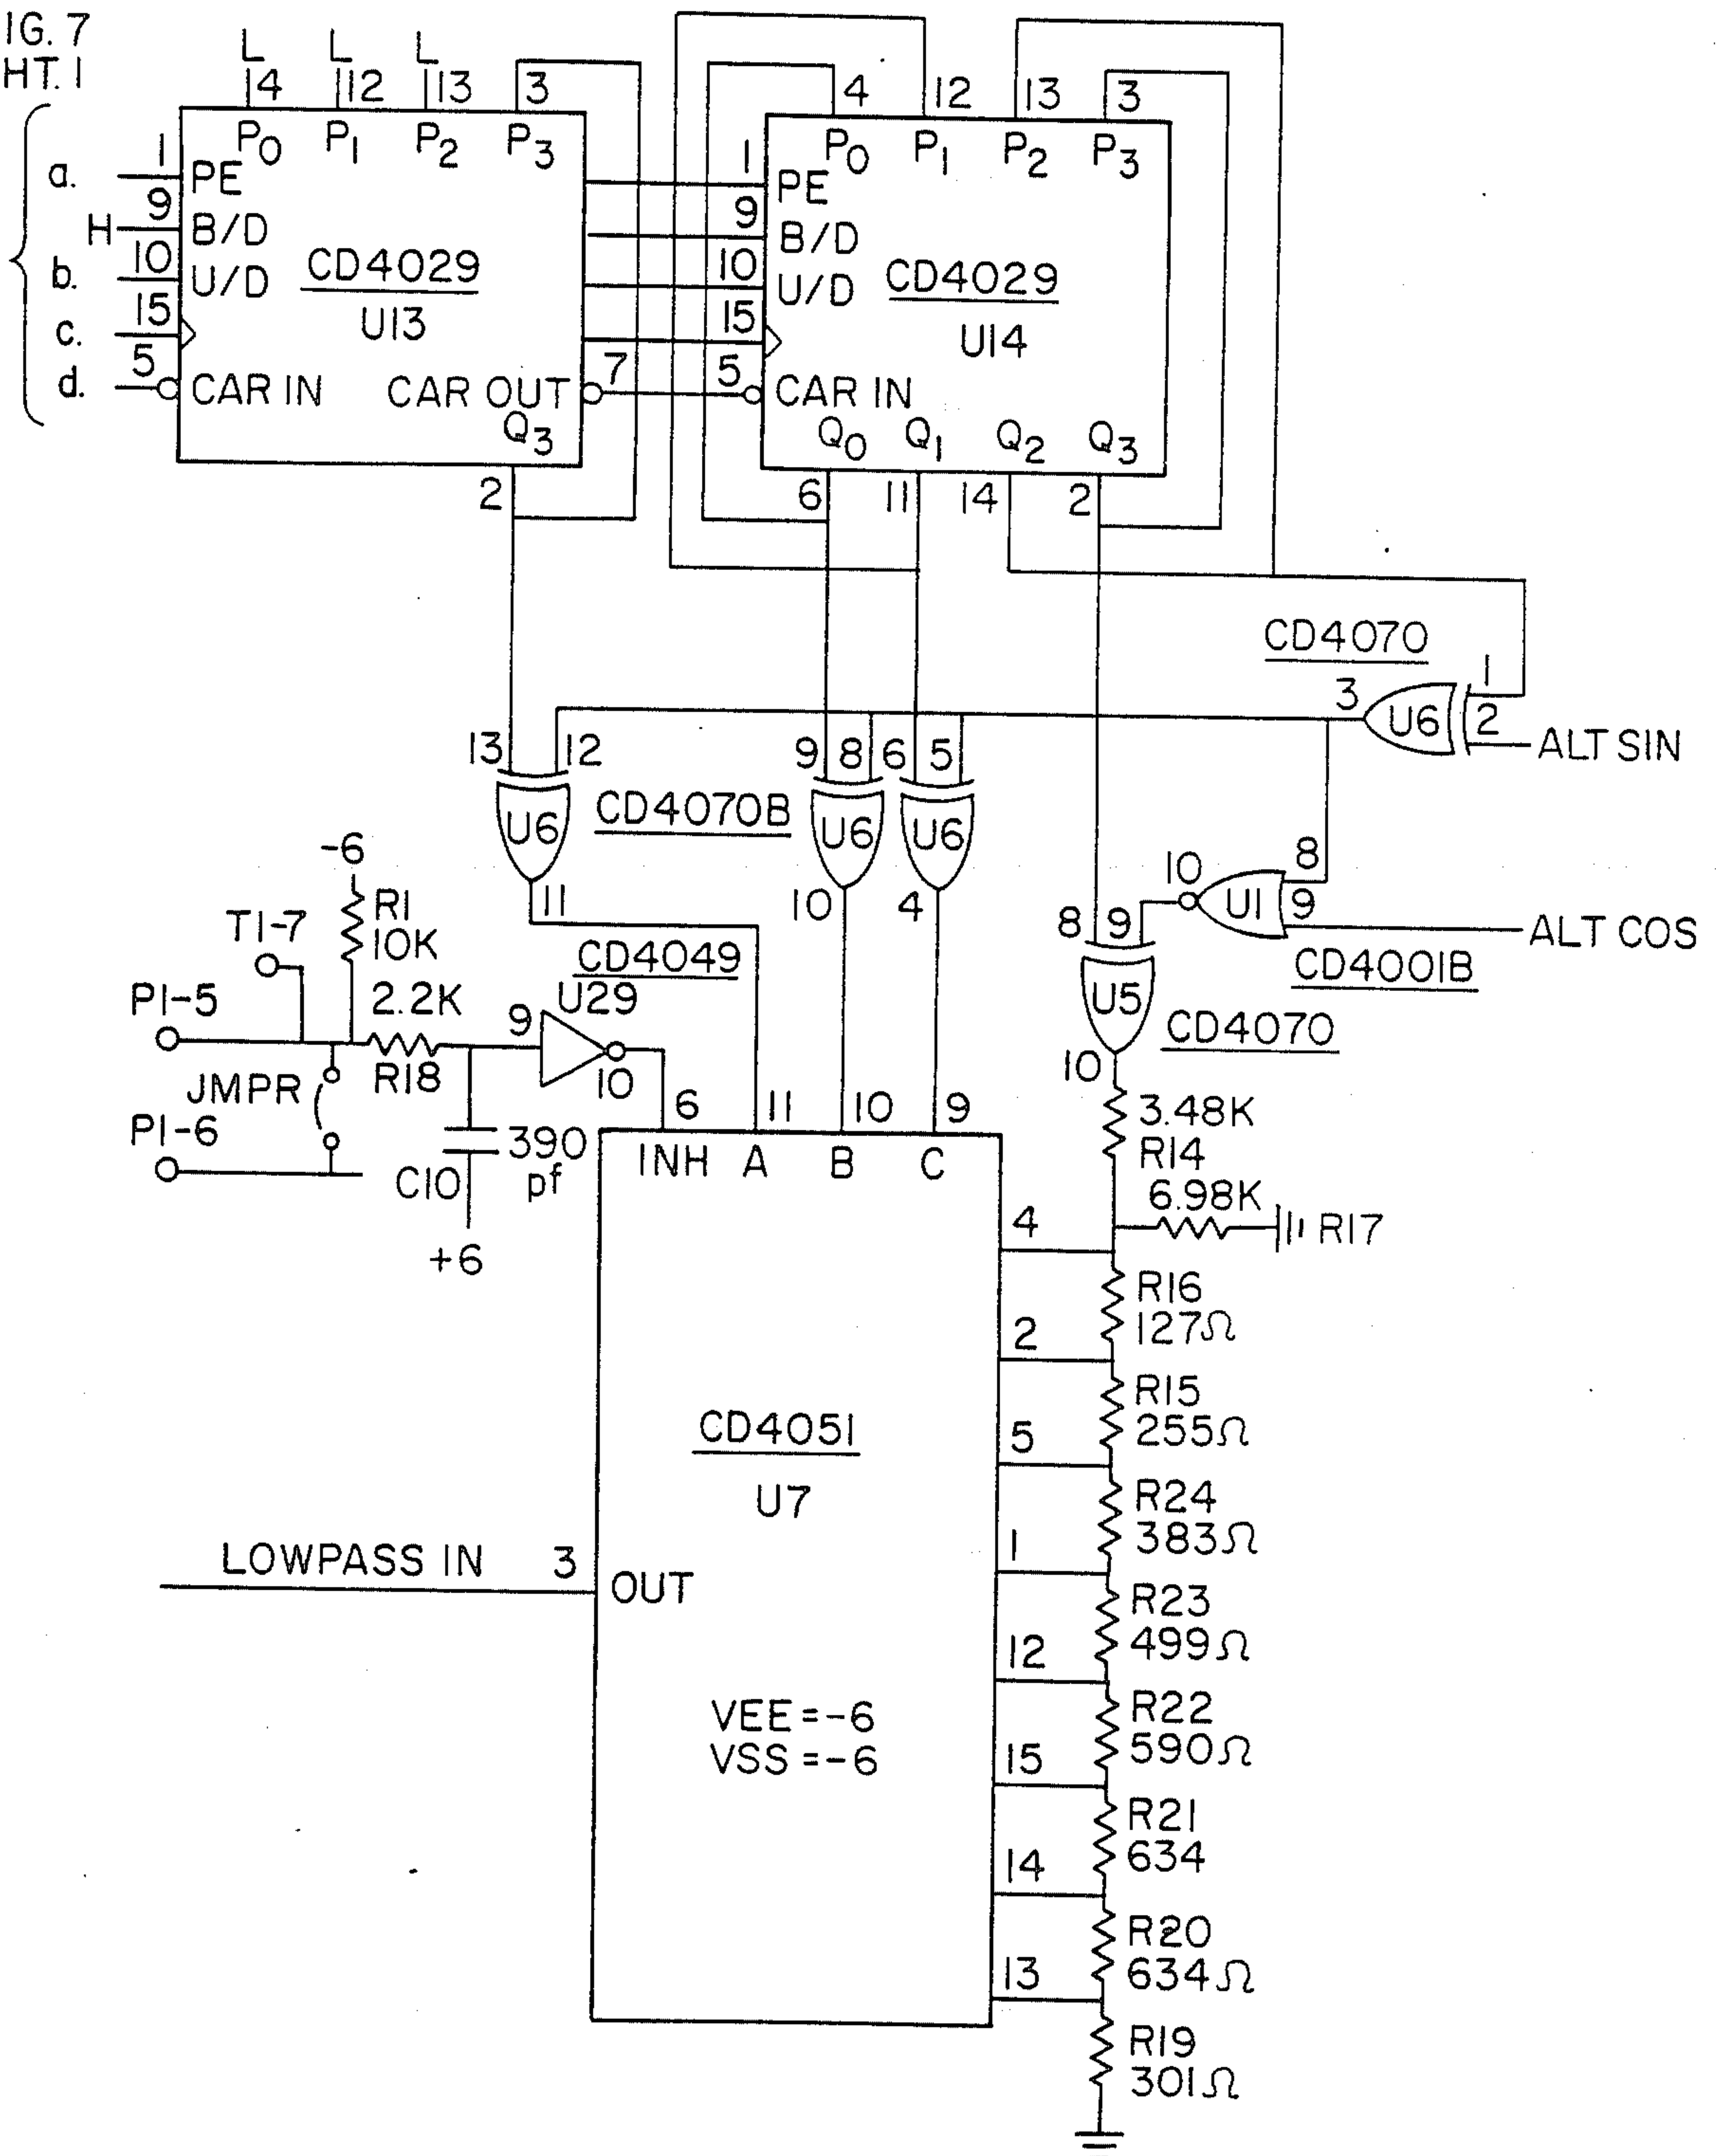 IG. 7
HT. 1
L L L
14 12 13 3
4 12 13 3
P0 P1 P2 P3
P0 P1 P2 P3
a. 1 PE
1 PE
H 9 B/D
9 B/D
b. 10 U/D
10 U/D
CD4029
U13
CD4029
U14
c. 15
15
d. 5 CAR IN
CAR OUT 7
5 CAR IN
Q3
Q0 Q1 Q2 Q3
2
6 11 14 2
CD4070
1
3 U6 2
ALT SIN
13 12
9 8 6 5
U6
CD4070B
U6 U6
11
10 4
8
10 U1 9
ALT COS
CD4001B
8 9
U5
CD4070
10
-6
R1
10K
T1-7
P1-5
2.2K
R18
CD4049
U29
9
10
JMPR
P1-6
C10
390
pf
+6
6 11 10 9
INH A B C
3.48K
R14
6.98K
R17
4
R16
127Ω
2
R15
255Ω
5
R24
383Ω
1
R23
499Ω
12
R22
590Ω
15
R21
634
14
R20
634Ω
13
R19
301Ω
CD4051
U7
LOWPASS IN 3 OUT
VEE=-6
VSS=-6